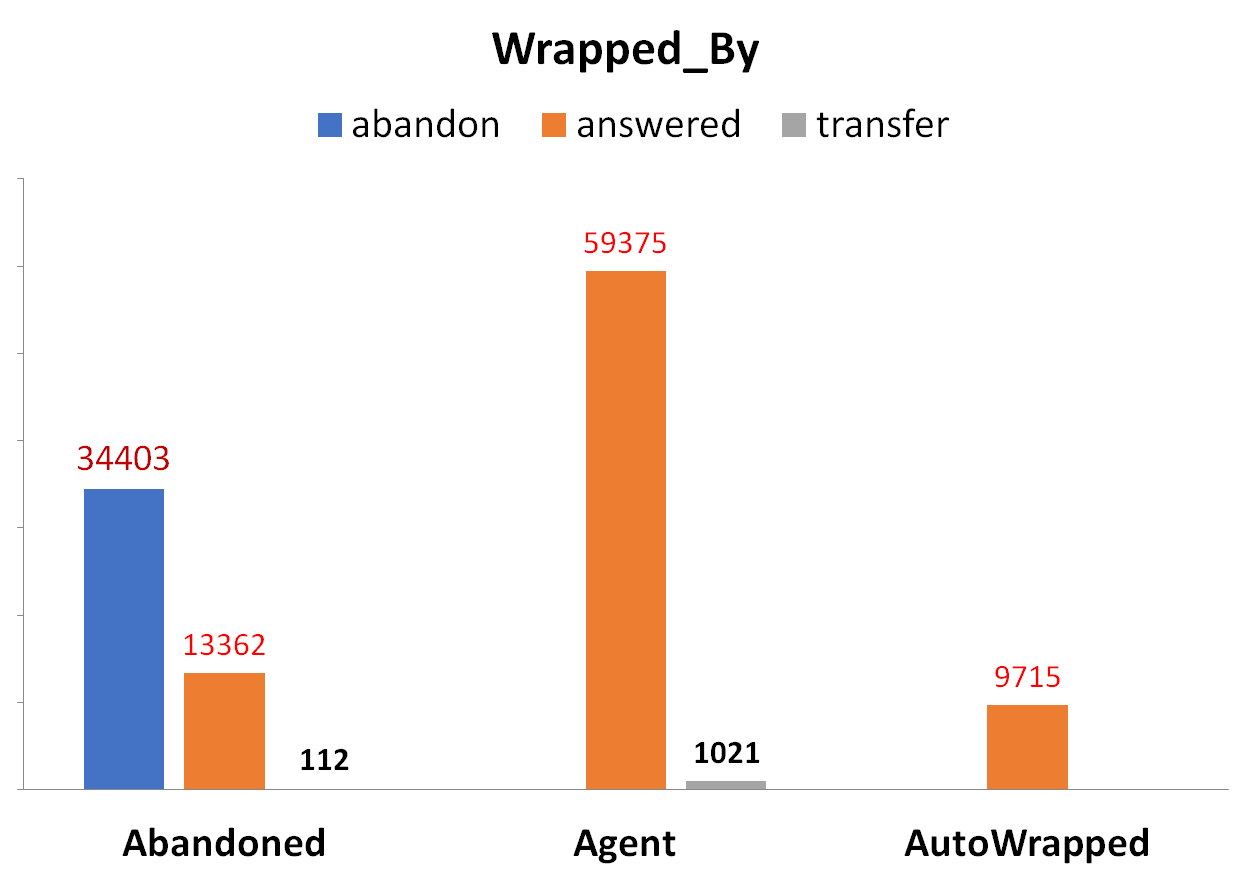 Wrapped_By
abandon answered transfer
59375
34403
13362
9715
1021
112
Abandoned Agent AutoWrapped